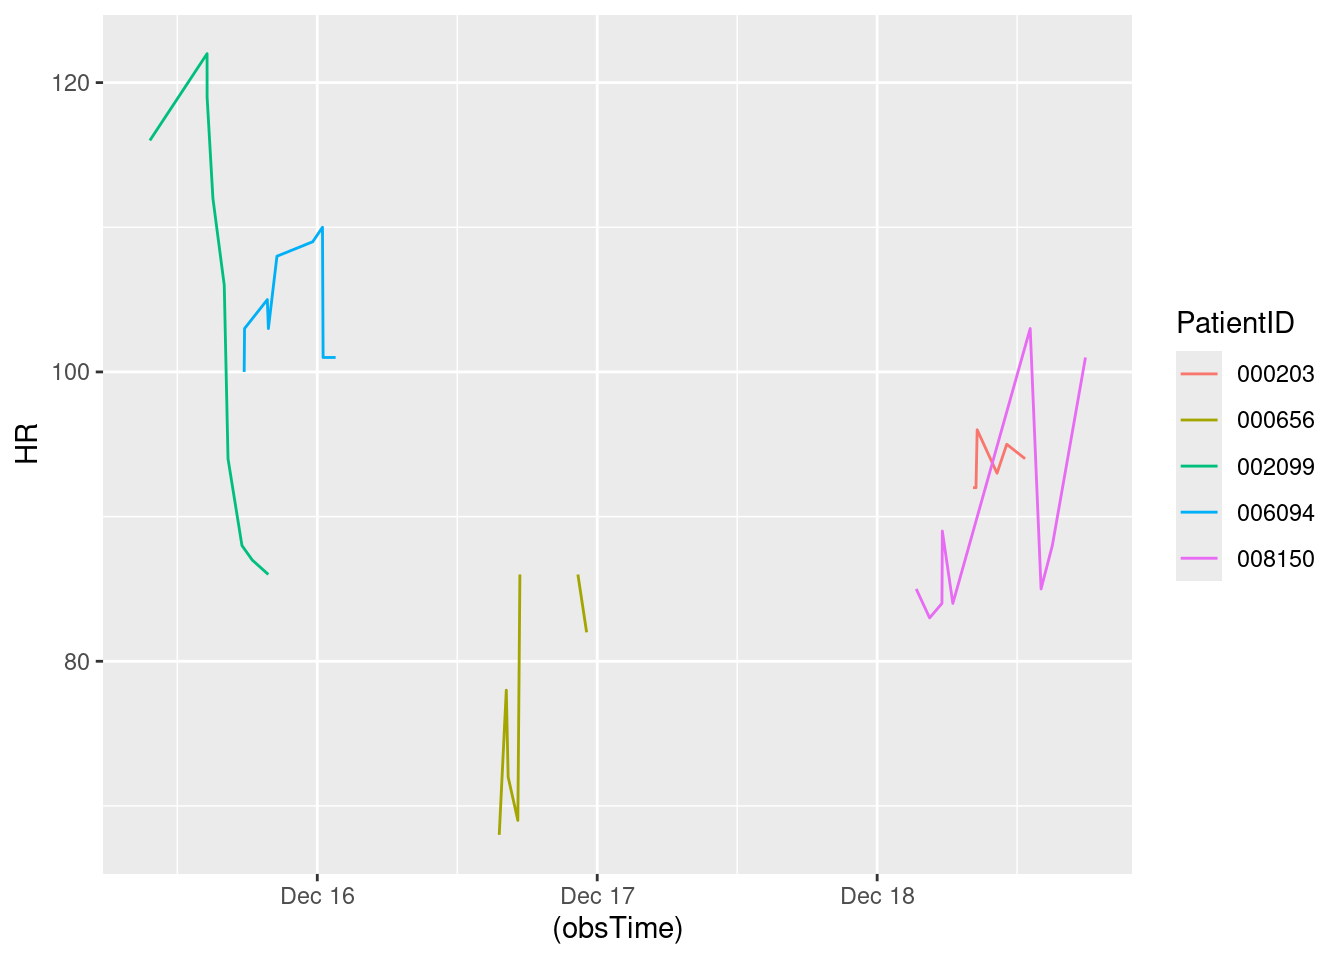 120
100
80
HR
Dec 16
Dec 17
Dec 18
(obsTime)
PatientID
000203
000656
002099
006094
008150